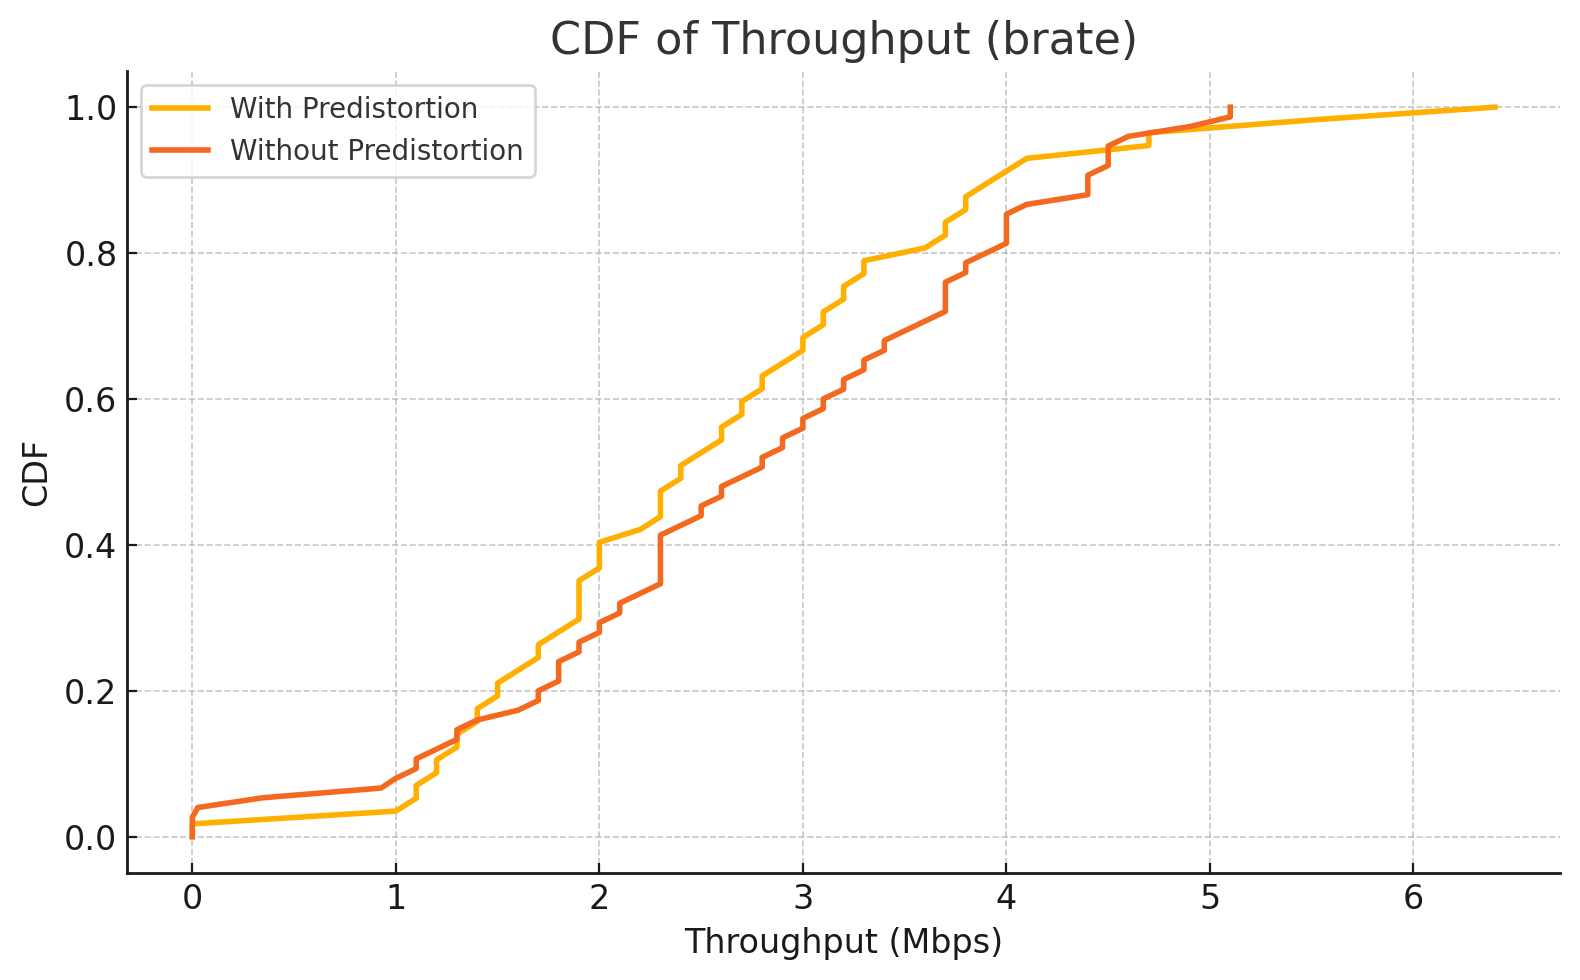 CDF of Throughput (brate)
With Predistortion
Without Predistortion
1.0
0.8
0.6
0.4
0.2
0.0
CDF
0 1 2 3 4 5 6
Throughput (Mbps)